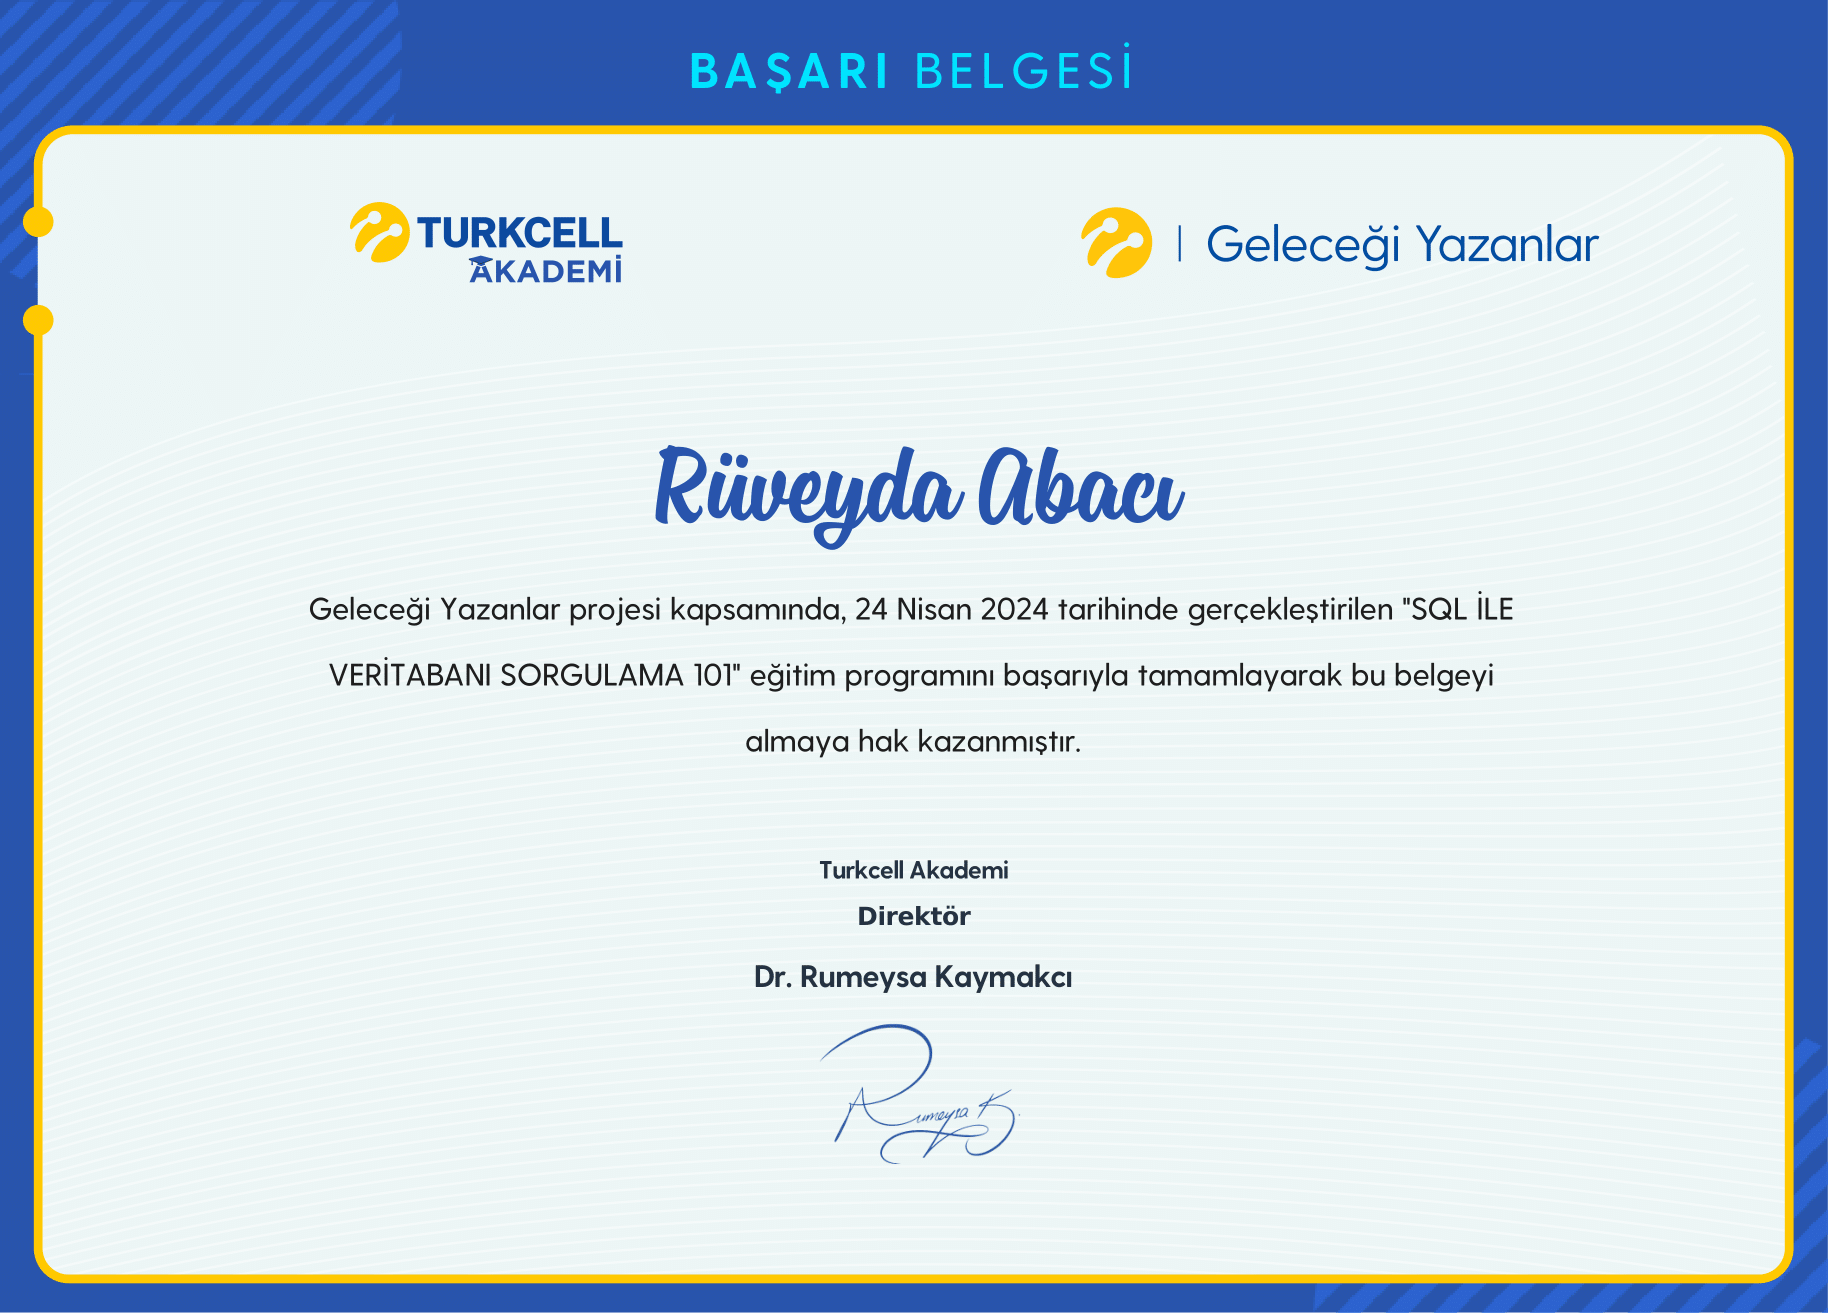 BAŞARI BELGESİ
TURKCELL
AKADEMİ
Geleceği Yazanlar
Rüveyda Abacı
Geleceği Yazanlar projesi kapsamında, 24 Nisan 2024 tarihinde gerçekleştirilen "SQL İLE
VERİTABANI SORGULAMA 101" eğitim programını başarıyla tamamlayarak bu belgeyi
almaya hak kazanmıştır.
Turkcell Akademi
Direktör
Dr. Rumeysa Kaymakcı
Rumeysa K.